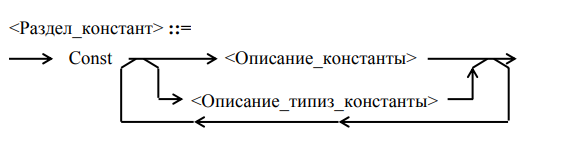 <Раздел_констант> ::=
Const <Описание_константы>
<Описание_типиз_константы>